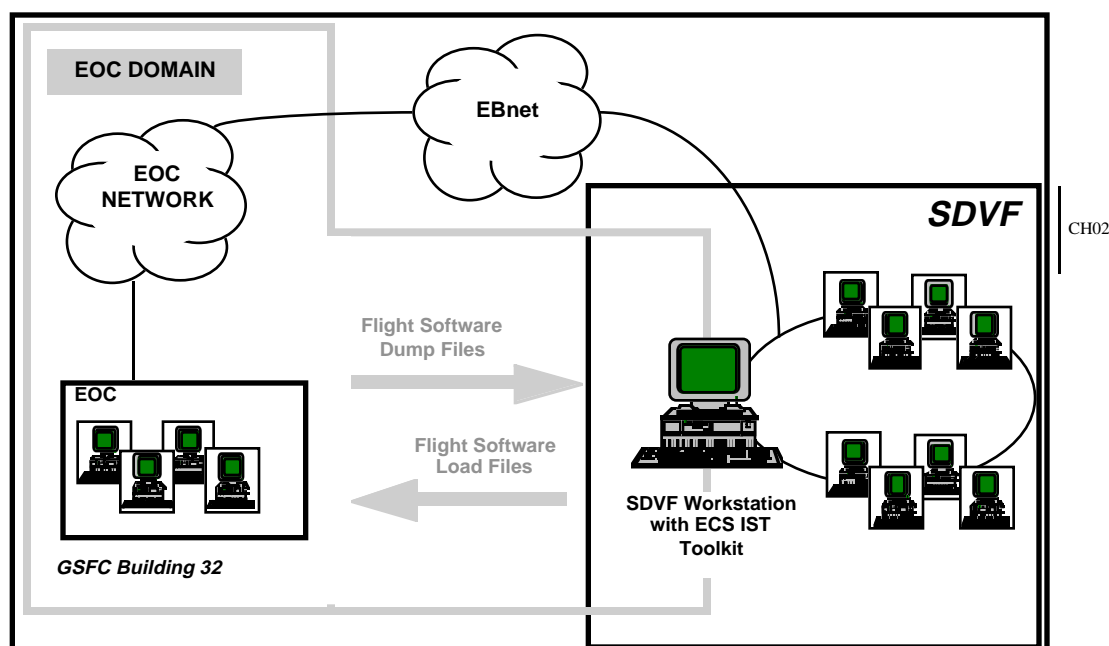 EOC DOMAIN
EBnet
EOC
NETWORK
SDVF
CH02
Flight Software
Dump Files
EOC
Flight Software
Load Files
SDVF Workstation
with ECS IST
Toolkit
GSFC Building 32